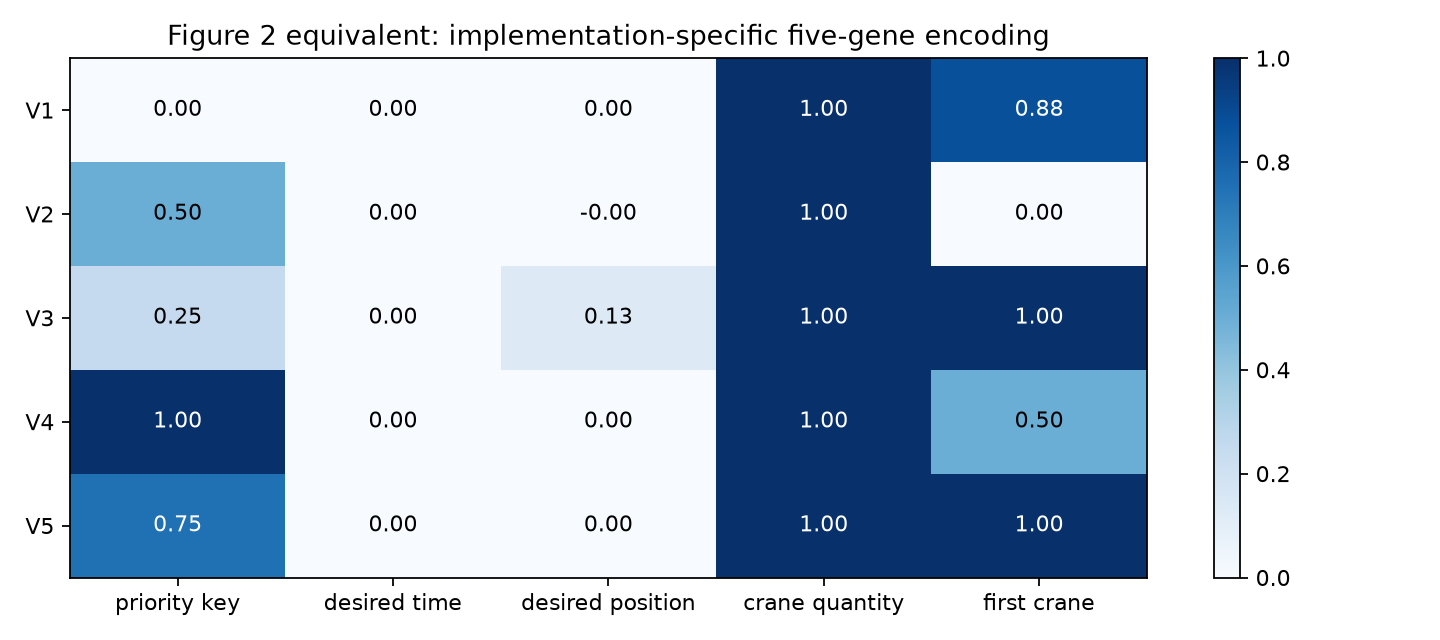 Figure 2 equivalent: implementation-specific five-gene encoding
V1 0.00 0.00 0.00 1.00 0.88
V2 0.50 0.00 -0.00 1.00 0.00
V3 0.25 0.00 0.13 1.00 1.00
V4 1.00 0.00 0.00 1.00 0.50
V5 0.75 0.00 0.00 1.00 1.00
priority key desired time desired position crane quantity first crane
1.0
0.8
0.6
0.4
0.2
0.0